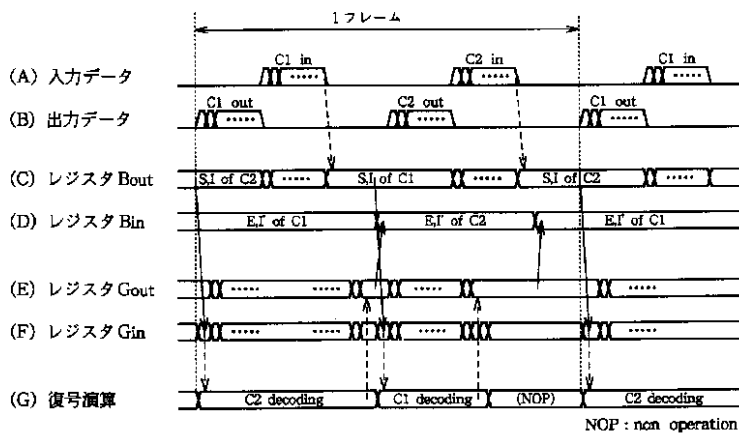 1フレーム
(A) 入力データ C1 in ····· C2 in ····· C1 in ·····
(B) 出力データ C1 out ····· C2 out ····· C1 out ·····
(C) レジスタ Bout S,I of C2 ····· S,I of C1 ····· S,I of C2 ·····
(D) レジスタ Bin E,I' of C1 E,I' of C2 E,I' of C1
(E) レジスタ Gout ····· ····· ····· ·····
(F) レジスタ Gin ····· ····· ····· ·····
(G) 復号演算 C2 decoding C1 decoding (NOP) C2 decoding
NOP : non operation